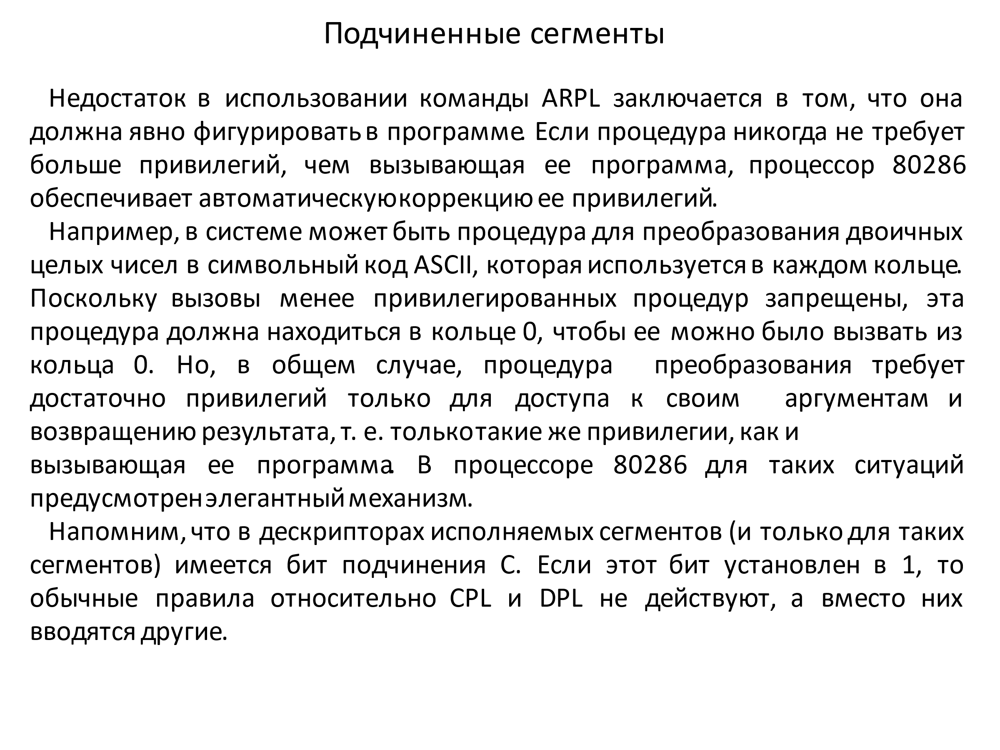 Подчиненные сегменты
Недостаток в использовании команды ARPL заключается в том, что она
должна явно фигурировать в программе. Если процедура никогда не требует
больше привилегий, чем вызывающая ее программа, процессор 80286
обеспечивает автоматическую коррекцию ее привилегий.
Например, в системе может быть процедура для преобразования двоичных
целых чисел в символьный код ASCII, которая используется в каждом кольце.
Поскольку вызовы менее привилегированных процедур запрещены, эта
процедура должна находиться в кольце 0, чтобы ее можно было вызвать из
кольца 0. Но, в общем случае, процедура преобразования требует
достаточно привилегий только для доступа к своим аргументам и
возвращению результата, т. е. только такие же привилегии, как и
вызывающая ее программа. В процессоре 80286 для таких ситуаций
предусмотрен элегантный механизм.
Напомним, что в дескрипторах исполняемых сегментов (и только для таких
сегментов) имеется бит подчинения С. Если этот бит установлен в 1, то
обычные правила относительно CPL и DPL не действуют, а вместо них
вводятся другие.